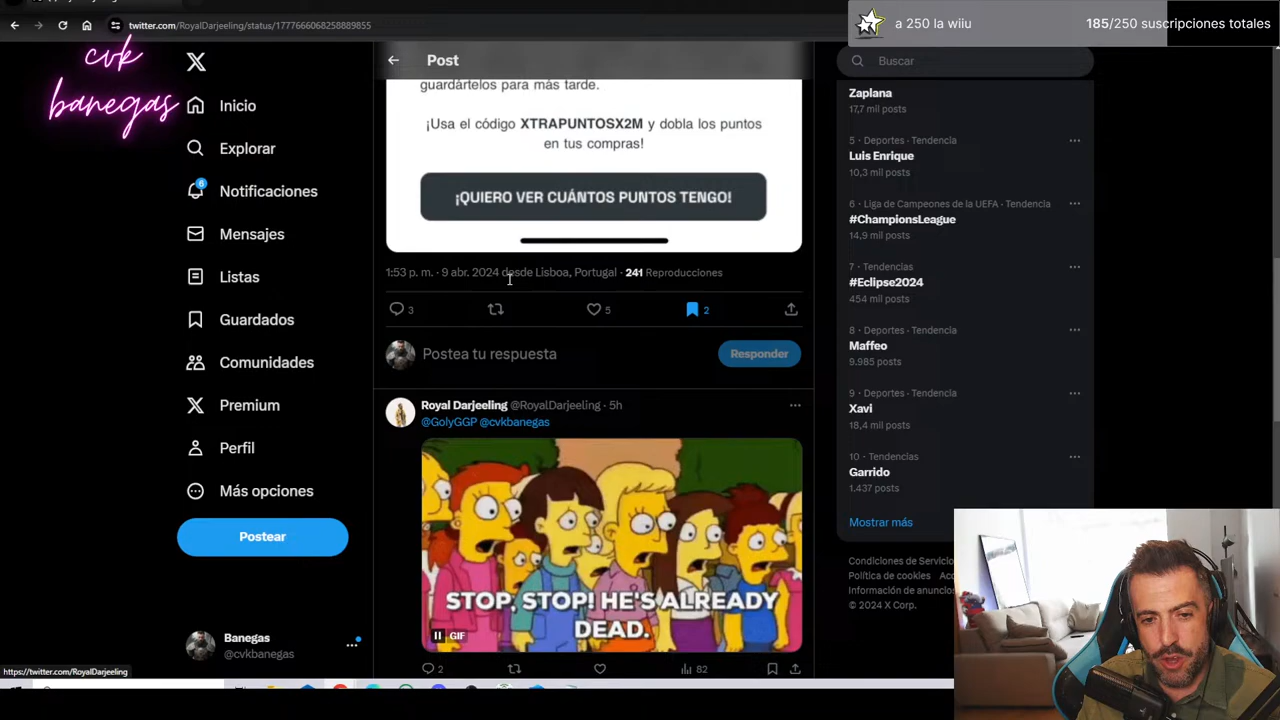 twitter.com/RoyalDarjeeling/status/1777666068258889855
a 250 la wiiu
185/250 suscripciones totales
cvk
banegas
Inicio
Explorar
6
Notificaciones
Mensajes
Listas
Guardados
Comunidades
Premium
Perfil
Más opciones
Postear
Banegas
@cvkbanegas
https://twitter.com/RoyalDarjeeling
Post
guardártelos para más tarde.
¡Usa el código XTRAPUNTOSX2M y dobla los puntos
en tus compras!
¡QUIERO VER CUÁNTOS PUNTOS TENGO!
1:53 p. m. · 9 abr. 2024 desde Lisboa, Portugal · 241 Reproducciones
3
5
2
Postea tu respuesta
Responder
Royal Darjeeling @RoyalDarjeeling · 5h
@GolyGGP @cvkbanegas
STOP, STOP! HE'S ALREADY
DEAD.
GIF
2
82
Buscar
Zaplana
17,7 mil posts
5 · Deportes · Tendencia
Luis Enrique
10,3 mil posts
6 · Liga de Campeones de la UEFA · Tendencia
#ChampionsLeague
14,9 mil posts
7 · Tendencias
#Eclipse2024
454 mil posts
8 · Deportes · Tendencia
Maffeo
9.985 posts
9 · Deportes · Tendencia
Xavi
18,4 mil posts
10 · Tendencias
Garrido
1.437 posts
Mostrar más
Condiciones de Servicio
Política de cookies
Información de anuncios
© 2024 X Corp.